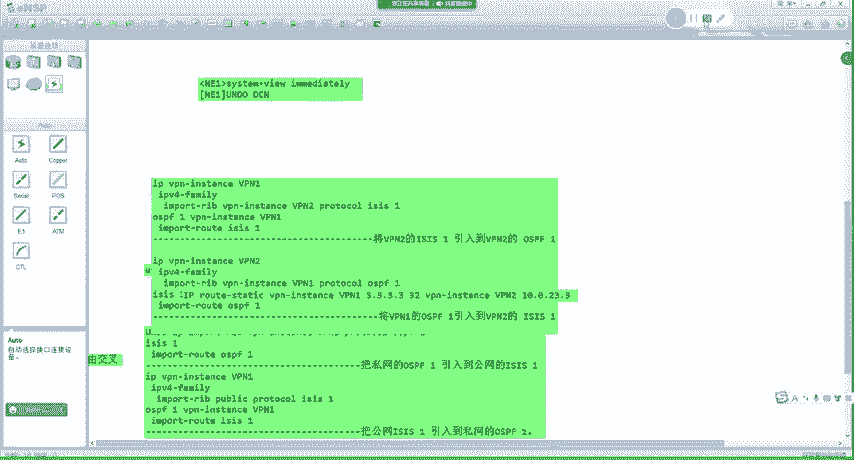 eNSP
<NE1>system-view immediately
[NE1]UNDO DCN
Auto
Auto
Copper
Serial
POS
E1
ATM
CTL
ip vpn-instance VPN1
ipv4-family
import-rib vpn-instance VPN2 protocol isis 1
ospf 1 vpn-instance VPN1
import-route isis 1
----------------------------------------将VPN2的ISIS 1 引入到VPN2的 OSPF 1
ip vpn-instance VPN2
ipv4-family
import-rib vpn-instance VPN1 protocol ospf 1
isis :IP route-static vpn-instance VPN1 3.3.3.3 32 vpn-instance VPN2 10.0.23.3
import-route ospf 1
----------------------------------------将VPN1的OSPF 1引入到VPN2的 ISIS 1
isis 1
import-route ospf 1
----------------------------------------把私网的OSPF 1 引入到公网的ISIS 1
由交叉
ip vpn-instance VPN1
ipv4-family
import-rib public protocol isis 1
ospf 1 vpn-instance VPN1
import-route isis 1
----------------------------------------把公网ISIS 1 引入到私网的OSPF 1.
Auto
自动选择接口连接设
备。